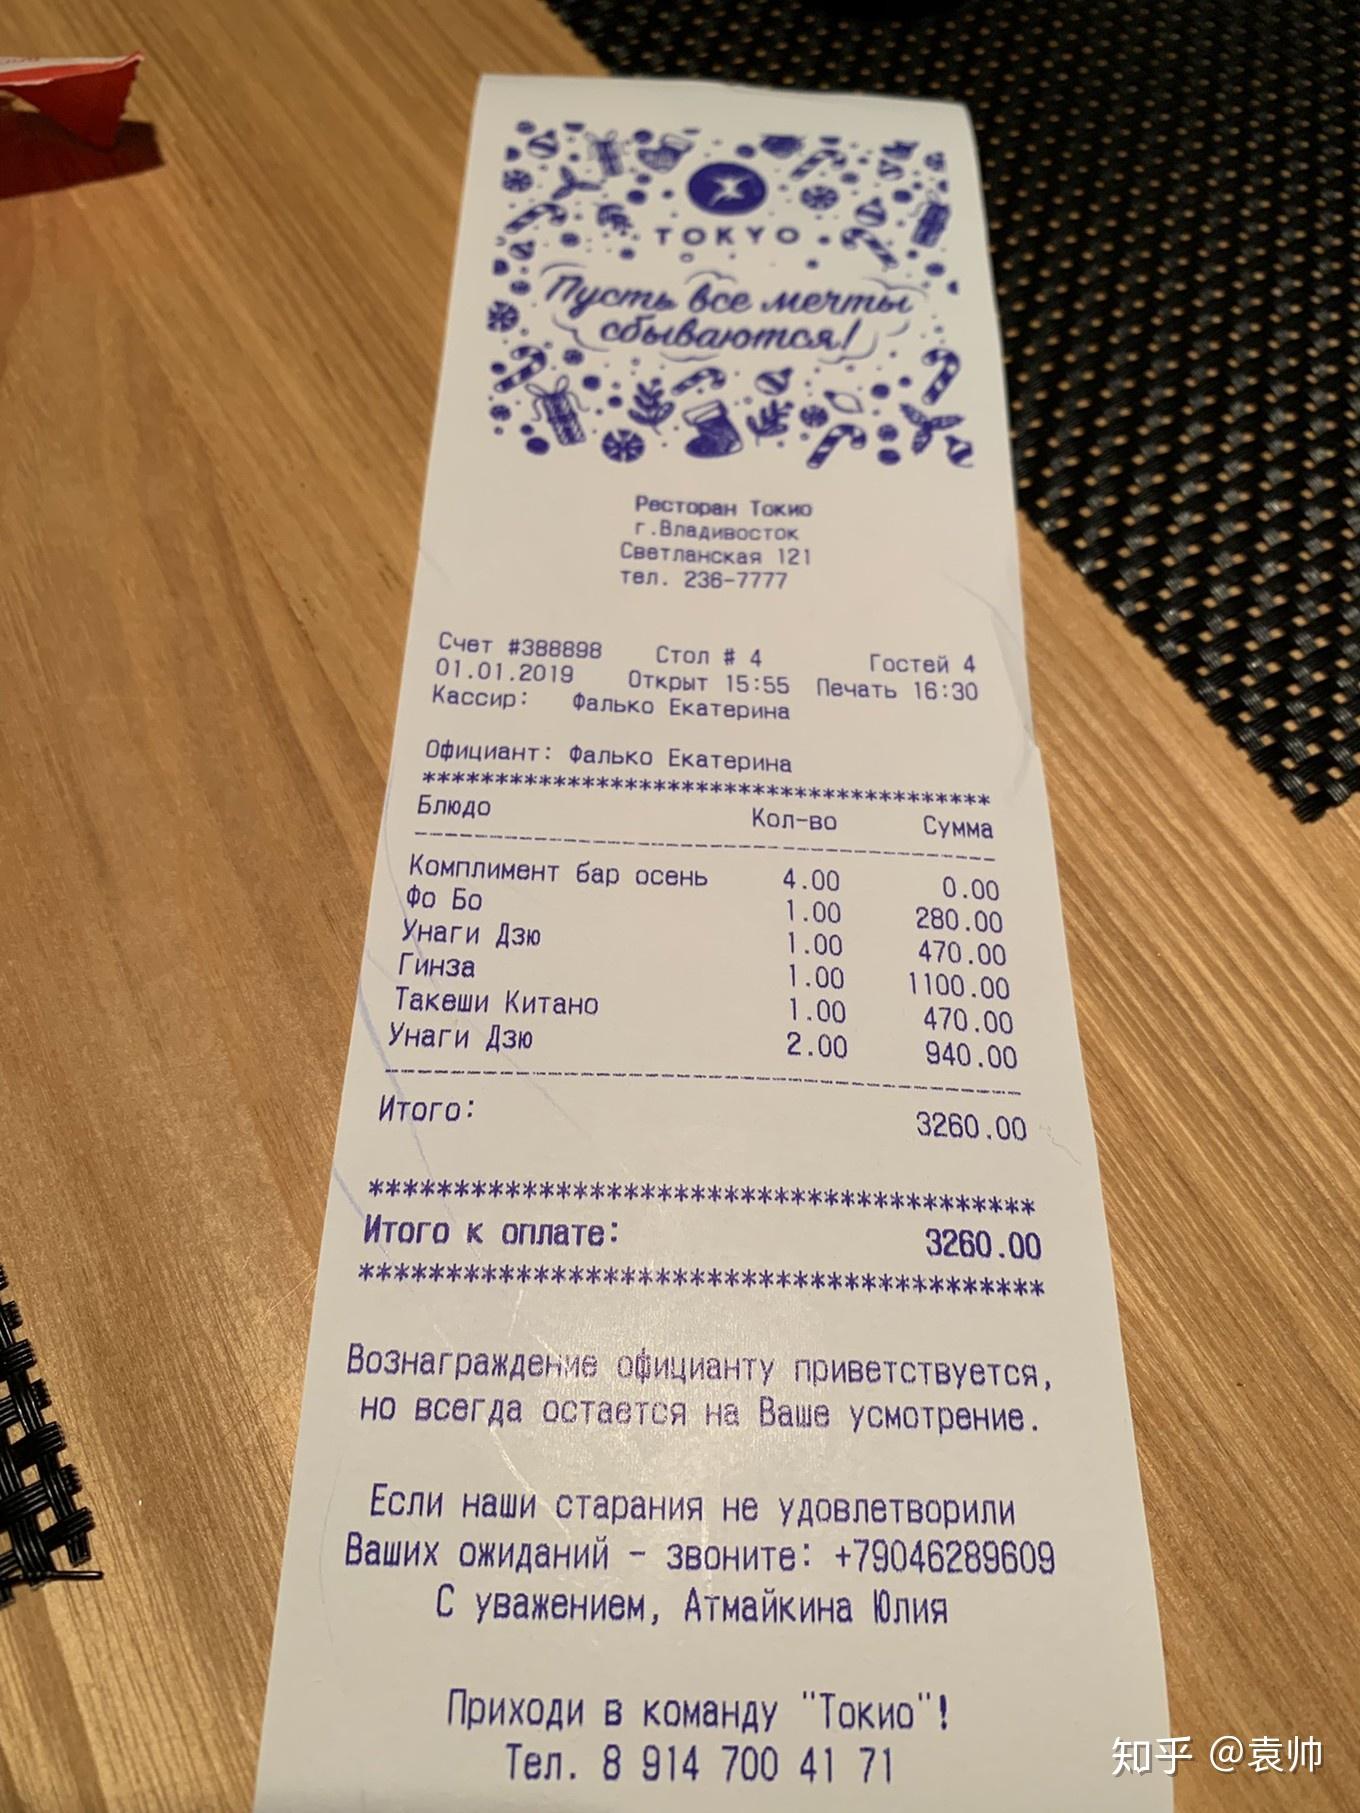 TOKYO
Пусть все мечты
сбываются!
Ресторан Токио
г.Владивосток
Светланская 121
тел. 236-7777
Счет #388898 Стол # 4 Гостей 4
01.01.2019 Открыт 15:55 Печать 16:30
Кассир: Фалько Екатерина
Официант: Фалько Екатерина
****************************************
Блюдо Кол-во Сумма
Комплимент бар осень 4.00 0.00
Фо Бо 1.00 280.00
Унаги Дзю 1.00 470.00
Гинза 1.00 1100.00
Такеши Китано 1.00 470.00
Унаги Дзю 2.00 940.00
Итого: 3260.00
****************************************
Итого к оплате: 3260.00
****************************************
Вознаграждение официанту приветствуется,
но всегда остается на Ваше усмотрение.
Если наши старания не удовлетворили
Ваших ожиданий - звоните: +79046289609
С уважением, Атмайкина Юлия
Приходи в команду "Токио"!
Тел. 8 914 700 41 71
知乎 @袁帅